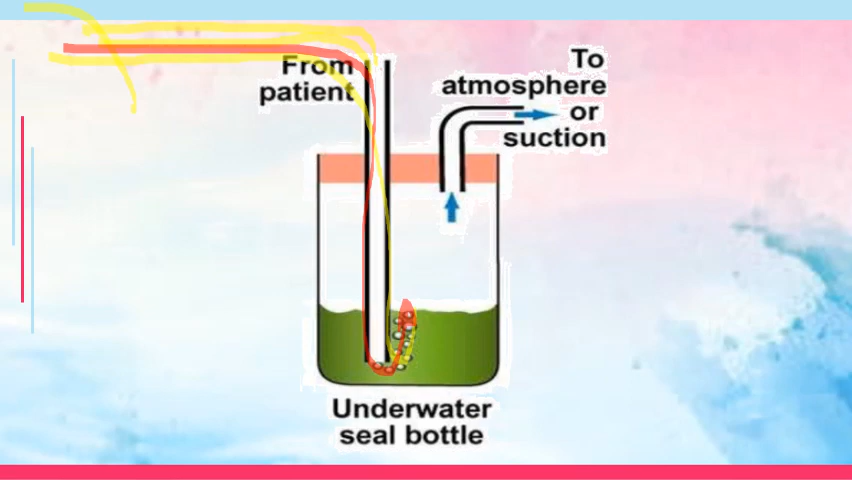 From
patient
To
atmosphere
or
suction
Underwater
seal bottle